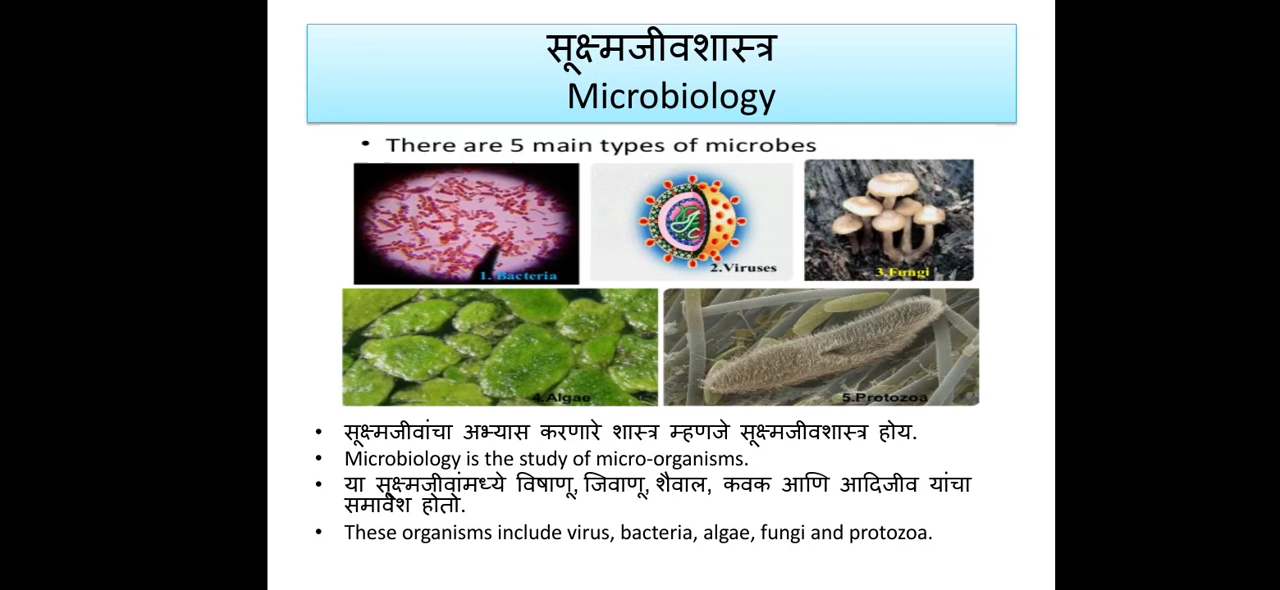 सूक्ष्मजीवशास्त्र
Microbiology
• There are 5 main types of microbes
1. Bacteria
2.Viruses
3.Fungi
4.Algae
5.Protozoa
• सूक्ष्मजीवांचा अभ्यास करणारे शास्त्र म्हणजे सूक्ष्मजीवशास्त्र होय.
• Microbiology is the study of micro-organisms.
• या सूक्ष्मजीवांमध्ये विषाणू, जिवाणू, शैवाल, कवक आणि आदिजीव यांचा
समावेश होतो.
• These organisms include virus, bacteria, algae, fungi and protozoa.